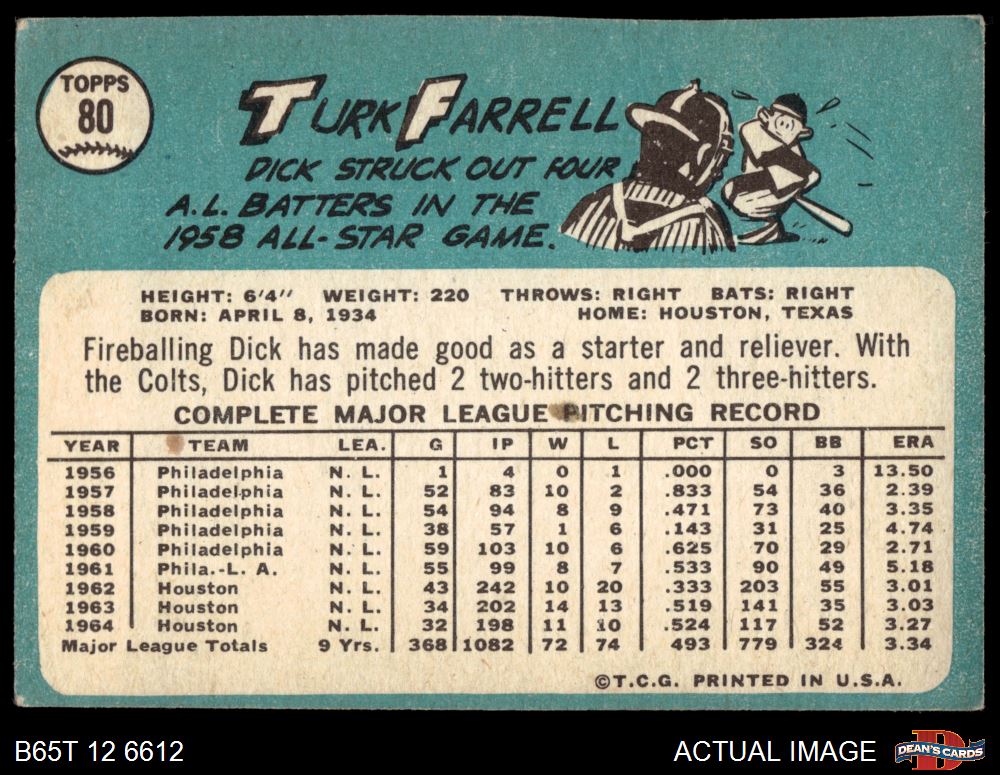 TOPPS
80
TURK FARRELL
DICK STRUCK OUT FOUR
A.L. BATTERS IN THE
1958 ALL-STAR GAME.
HEIGHT: 6'4" WEIGHT: 220 THROWS: RIGHT BATS: RIGHT
BORN: APRIL 8, 1934 HOME: HOUSTON, TEXAS
Fireballing Dick has made good as a starter and reliever. With
the Colts, Dick has pitched 2 two-hitters and 2 three-hitters.
COMPLETE MAJOR LEAGUE PITCHING RECORD
YEAR TEAM LEA. G IP W L PCT SO BB ERA
1956 Philadelphia N. L. 1 4 0 1 .000 0 3 13.50
1957 Philadelphia N. L. 52 83 10 2 .833 54 36 2.39
1958 Philadelphia N. L. 54 94 8 9 .471 73 40 3.35
1959 Philadelphia N. L. 38 57 1 6 .143 31 25 4.74
1960 Philadelphia N. L. 59 103 10 6 .625 70 29 2.71
1961 Phila.-L. A. N. L. 55 99 8 7 .533 90 49 5.18
1962 Houston N. L. 43 242 10 20 .333 203 55 3.01
1963 Houston N. L. 34 202 14 13 .519 141 35 3.03
1964 Houston N. L. 32 198 11 10 .524 117 52 3.27
Major League Totals 9 Yrs. 368 1082 72 74 493 779 324 3.34
©T.C.G. PRINTED IN U.S.A.
B65T 12 6612 ACTUAL IMAGE DEAN'S CARDS